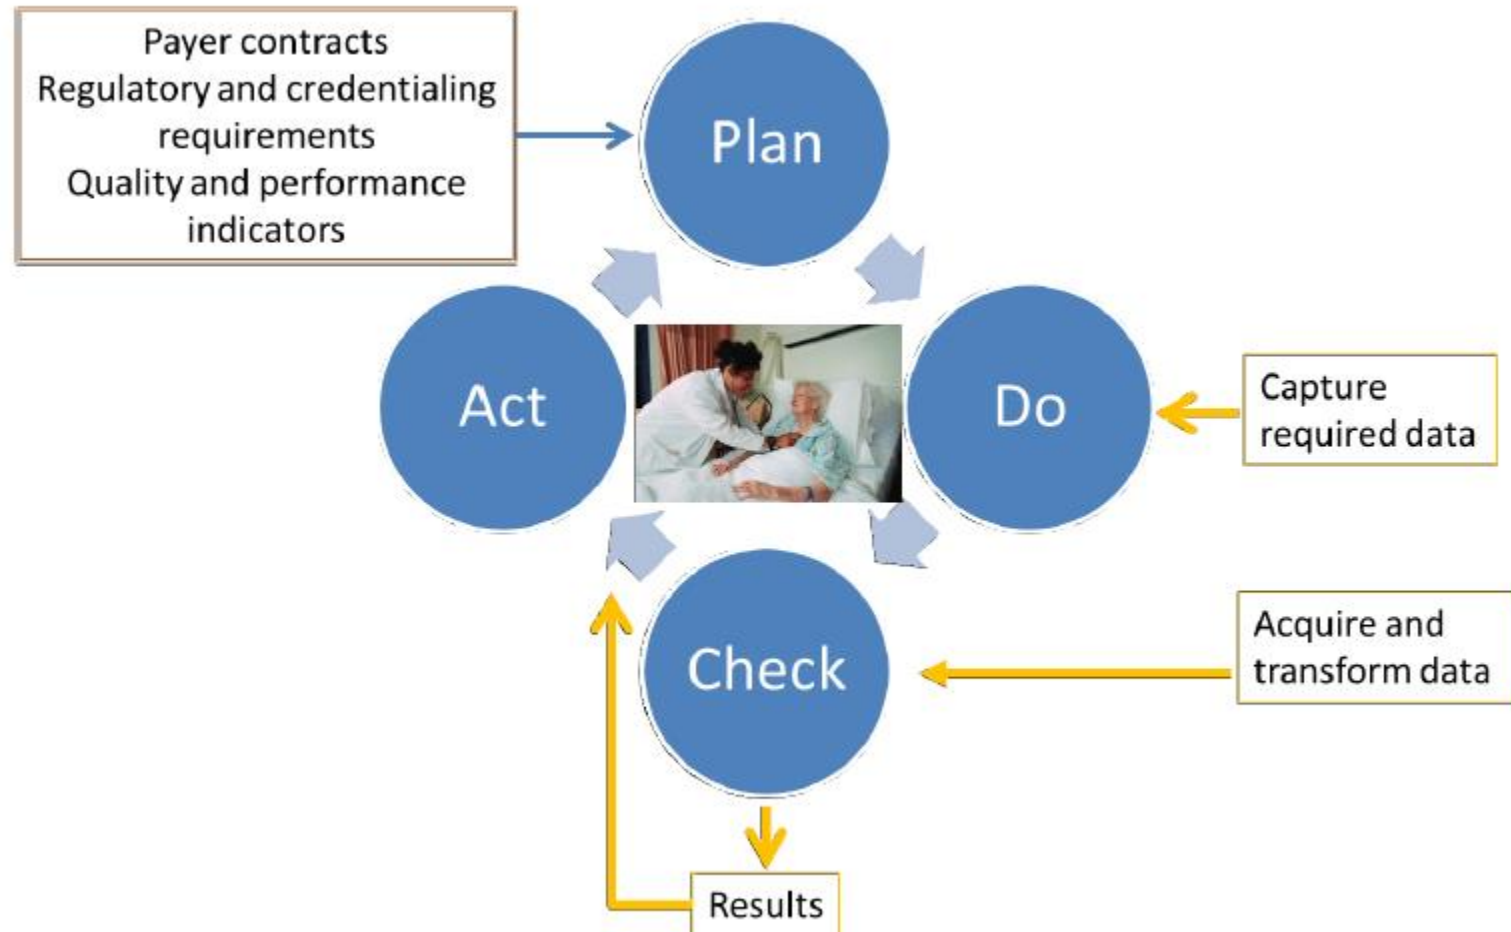 Payer contracts
Regulatory and credentialing
requirements
Quality and performance
indicators
Plan
Act
Do
Capture
required data
Check
Acquire and
transform data
Results